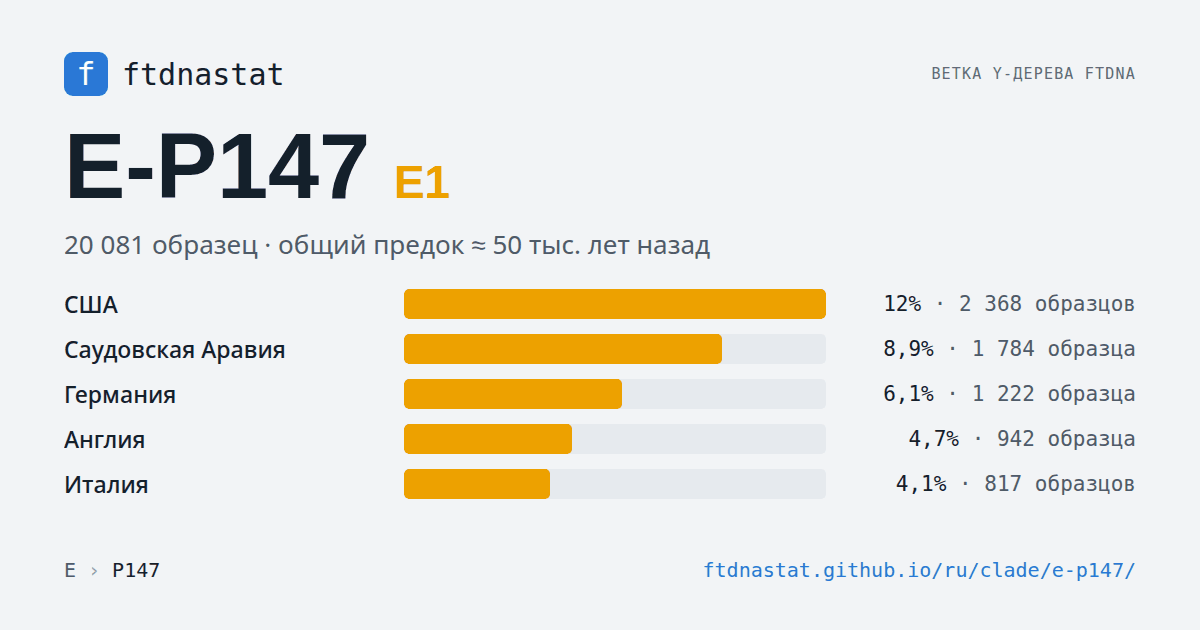 f ftdnastat
ВЕТКА Y-ДЕРЕВА FTDNA
E-P147 E1
20 081 образец · общий предок ≈ 50 тыс. лет назад
США 12% · 2 368 образцов
Саудовская Аравия 8,9% · 1 784 образца
Германия 6,1% · 1 222 образца
Англия 4,7% · 942 образца
Италия 4,1% · 817 образцов
E › P147
ftdnastat.github.io/ru/clade/e-p147/